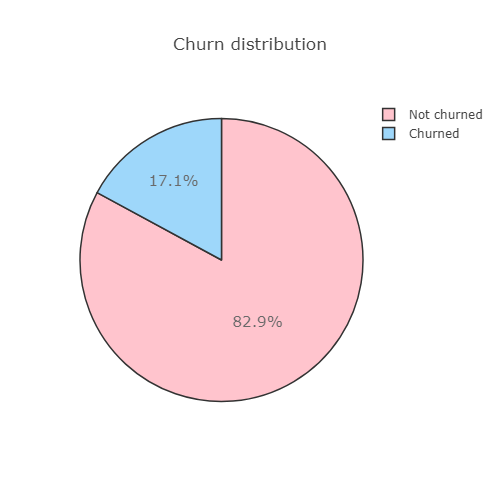 Churn distribution
Not churned
Churned
17.1%
82.9%